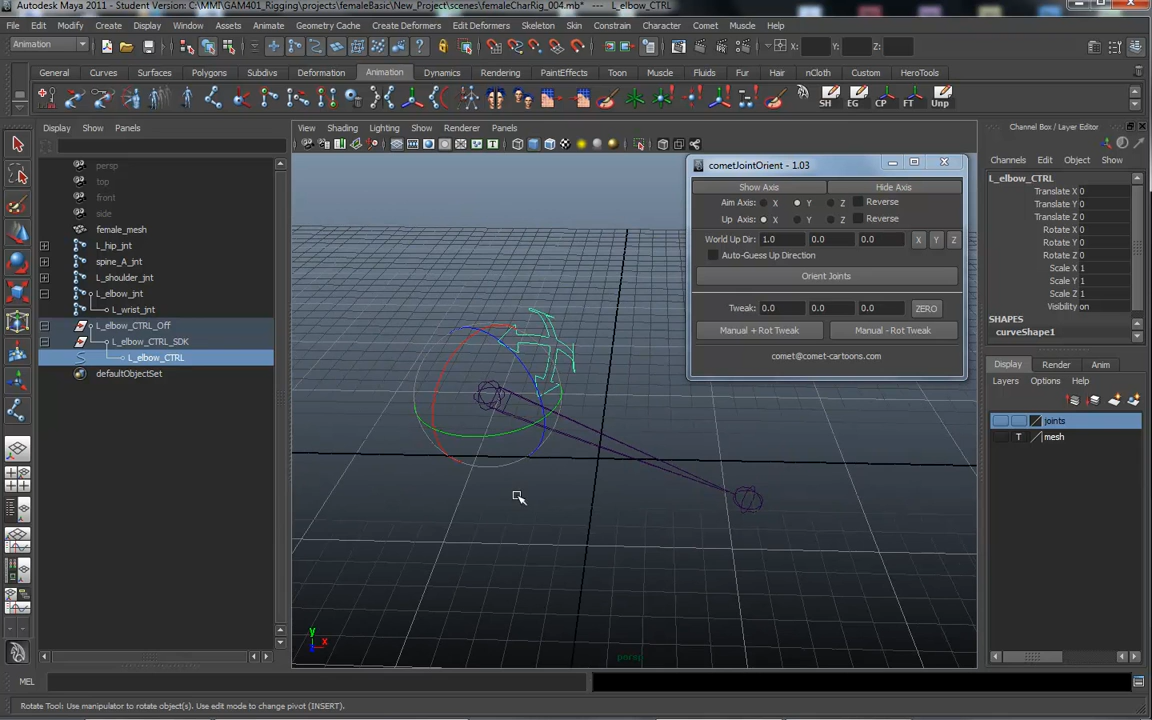 Autodesk Maya 2011 - Student Version: C:\MMI\GAM401_Rigging\projects\femaleBasic\New_Project\scenes\femaleCharRig_004.mb* --- L_elbow_CTRL
File Edit Modify Create Display Window Assets Animate Geometry Cache Create Deformers Edit Deformers Skeleton Skin Constrain Character Comet Muscle Help
Animation X: Y: Z:
General Curves Surfaces Polygons Subdivs Deformation Animation Dynamics Rendering PaintEffects Toon Muscle Fluids Fur Hair nCloth Custom HeroTools
SH EG CP FT Unp
Display Show Panels
View Shading Lighting Show Renderer Panels
Channel Box / Layer Editor
Channels Edit Object Show
persp
top
front
side
female_mesh
L_hip_jnt
spine_A_jnt
L_shoulder_jnt
L_elbow_jnt
L_wrist_jnt
L_elbow_CTRL_Off
L_elbow_CTRL_SDK
L_elbow_CTRL
defaultObjectSet
cometJointOrient - 1.03
Show Axis Hide Axis
Aim Axis: X Y Z Reverse
Up Axis: X Y Z Reverse
World Up Dir: 1.0 0.0 0.0 X Y Z
Auto-Guess Up Direction
Orient Joints
Tweak: 0.0 0.0 0.0 ZERO
Manual + Rot Tweak Manual - Rot Tweak
comet@comet-cartoons.com
L_elbow_CTRL
Translate X 0
Translate Y 0
Translate Z 0
Rotate X 0
Rotate Y 0
Rotate Z 0
Scale X 1
Scale Y 1
Scale Z 1
Visibility on
SHAPES
curveShape1
Display Render Anim
Layers Options Help
joints
T mesh
y
x
persp
MEL
Rotate Tool: Use manipulator to rotate object(s). Use edit mode to change pivot (INSERT).